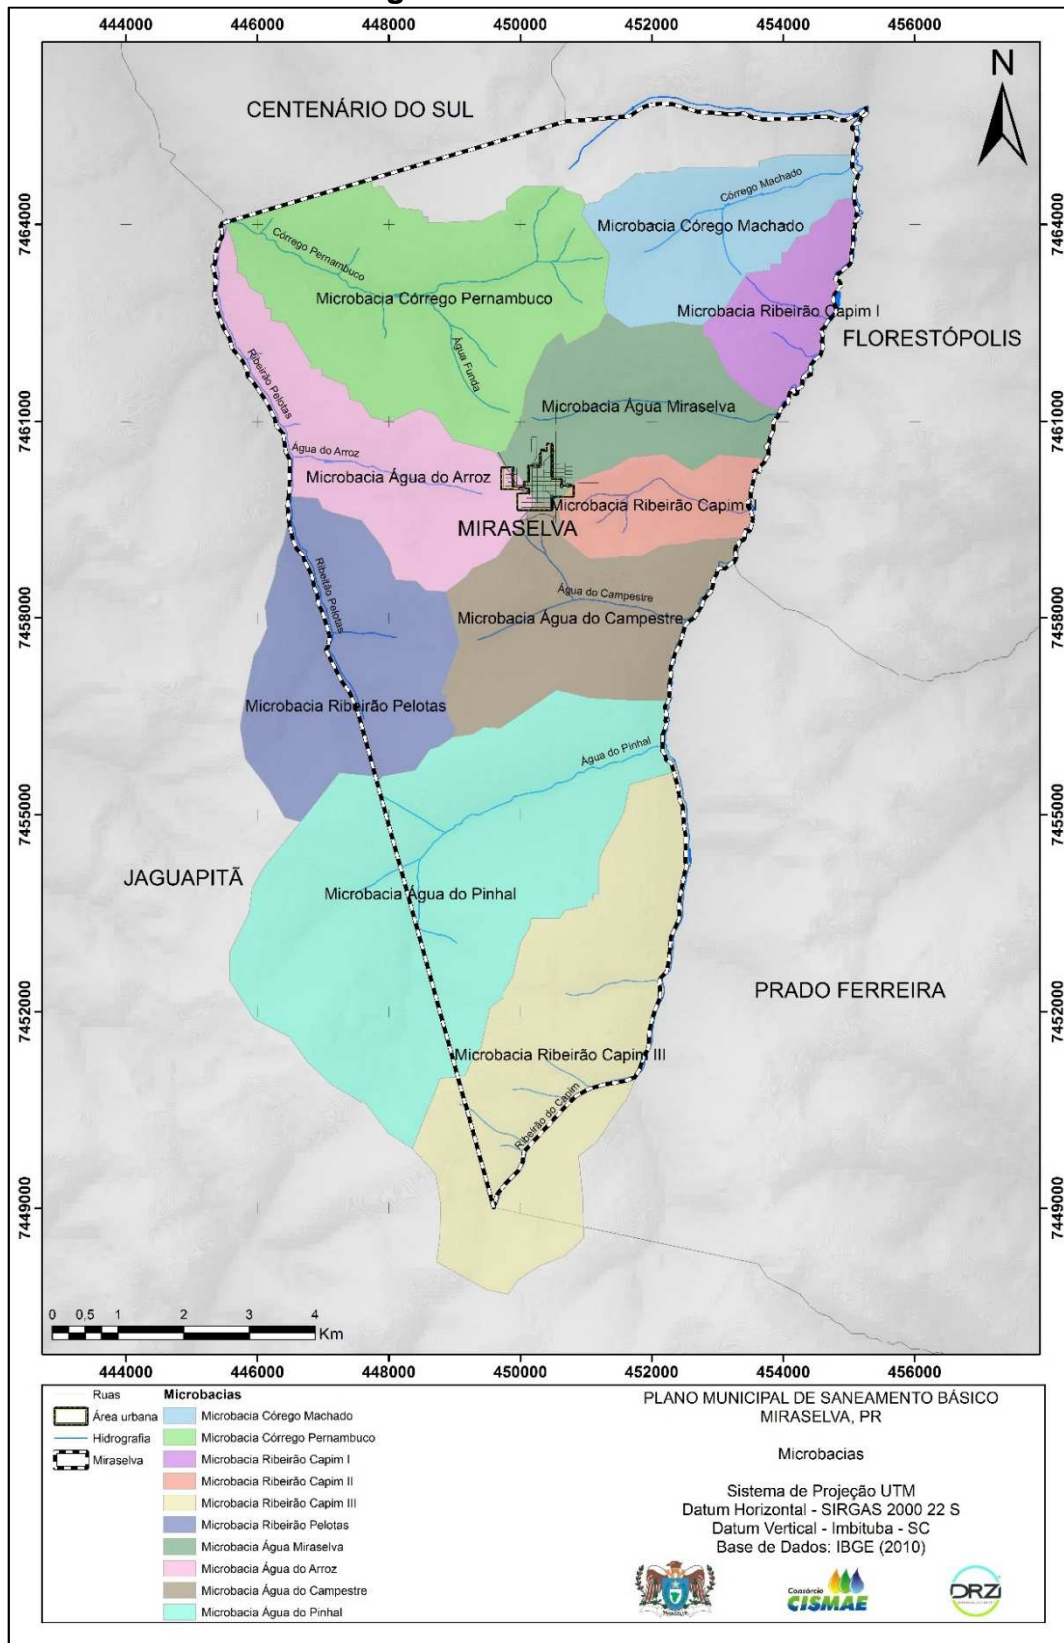 g
444000 446000 448000 450000 452000 454000 456000
N
CENTENÁRIO DO SUL
7464000
7464000
Córrego Machado
Microbacia Córego Machado
Córrego Pernambuco
Microbacia Córrego Pernambuco
Microbacia Ribeirão Capim I
FLORESTÓPOLIS
Água Funda
Ribeirão Pelotas
Microbacia Água Miraselva
7461000
7461000
Água do Arroz
Microbacia Água do Arroz
Microbacia Ribeirão Capim II
MIRASELVA
Ribeirão Pelotas
Água do Campestre
Microbacia Água do Campestre
7458000
7458000
Microbacia Ribeirão Pelotas
Água do Pinhal
7455000
7455000
JAGUAPITÃ
Microbacia Água do Pinhal
PRADO FERREIRA
7452000
7452000
Microbacia Ribeirão Capim III
Ribeirão do Capim
7449000
7449000
0 0,5 1 2 3 4
Km
444000 446000 448000 450000 452000 454000 456000
Ruas
Área urbana
Hidrografia
Miraselva
Microbacias
Microbacia Córego Machado
Microbacia Córrego Pernambuco
Microbacia Ribeirão Capim I
Microbacia Ribeirão Capim II
Microbacia Ribeirão Capim III
Microbacia Ribeirão Pelotas
Microbacia Água Miraselva
Microbacia Água do Arroz
Microbacia Água do Campestre
Microbacia Água do Pinhal
PLANO MUNICIPAL DE SANEAMENTO BÁSICO
MIRASELVA, PR
Microbacias
Sistema de Projeção UTM
Datum Horizontal - SIRGAS 2000 22 S
Datum Vertical - Imbituba - SC
Base de Dados: IBGE (2010)
Consórcio
CISMAE
DRZ